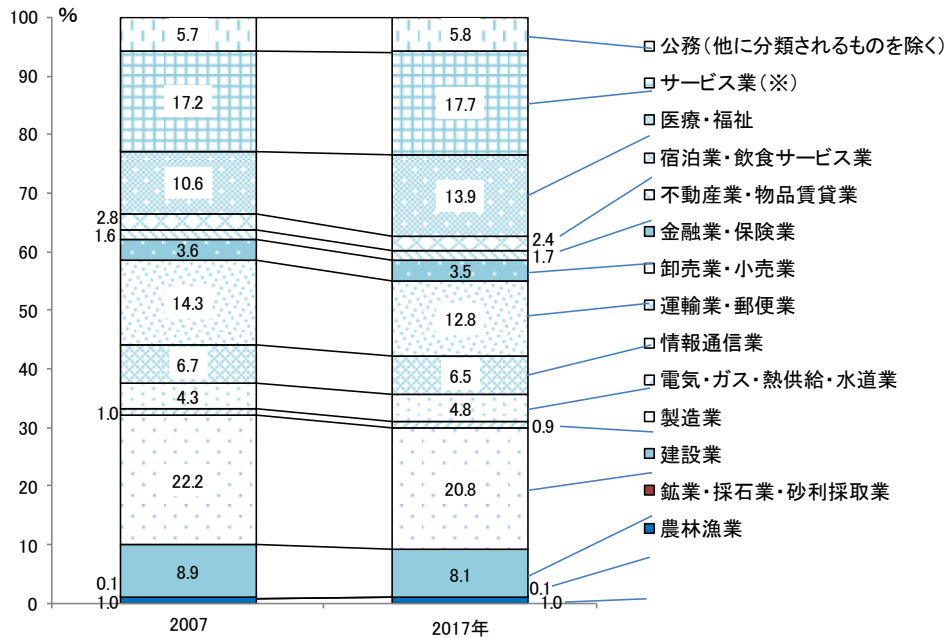 %
100
90
80
70
60
50
40
30
20
10
0
5.7
17.2
10.6
2.8
1.6
3.6
14.3
6.7
4.3
1.0
22.2
8.9
0.1
1.0
2007
5.8
17.7
13.9
2.4
1.7
3.5
12.8
6.5
4.8
0.9
20.8
8.1
0.1
1.0
2017年
公務(他に分類されるものを除く)
サービス業(※)
医療・福祉
宿泊業・飲食サービス業
不動産業・物品賃貸業
金融業・保険業
卸売業・小売業
運輸業・郵便業
情報通信業
電気・ガス・熱供給・水道業
製造業
建設業
鉱業・採石業・砂利採取業
農林漁業